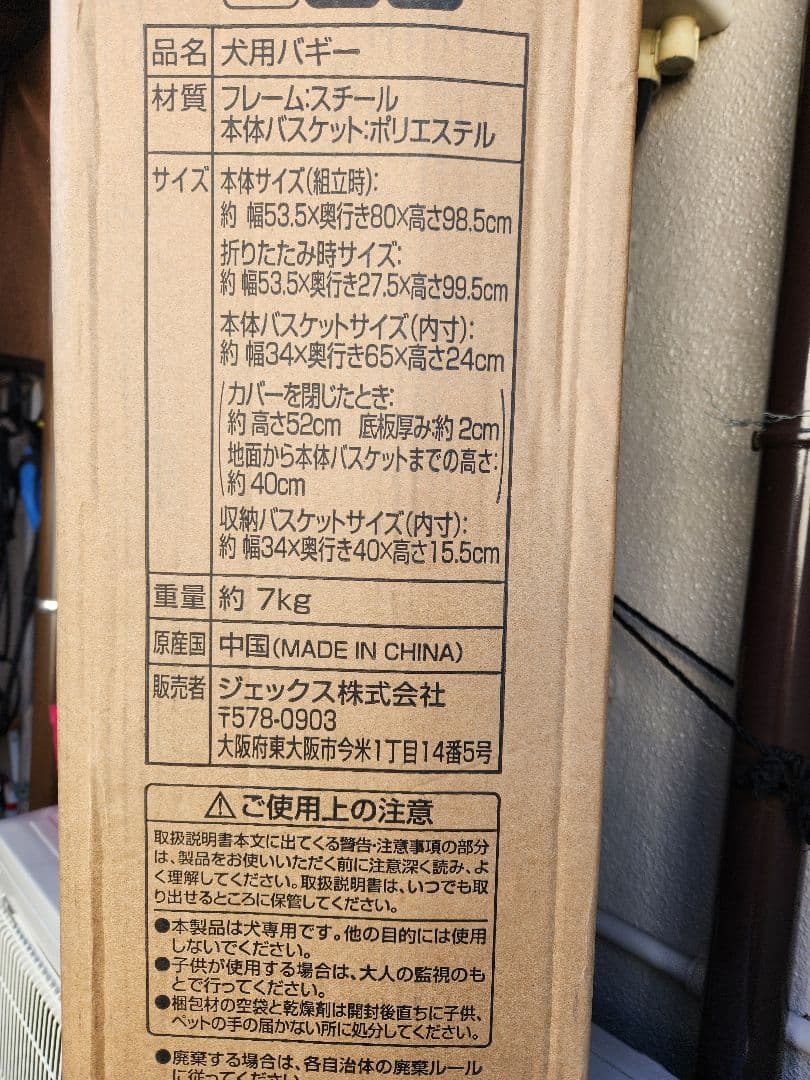 品名 犬用バギー
材質 フレーム:スチール
本体バスケット:ポリエステル
サイズ 本体サイズ(組立時):
約 幅53.5×奥行き80×高さ98.5cm
折りたたみ時サイズ:
約 幅53.5×奥行き27.5×高さ99.5cm
本体バスケットサイズ(内寸):
約 幅34×奥行き65×高さ24cm
(カバーを閉じたとき:
約 高さ52cm 底板厚み:約 2cm
地面から本体バスケットまでの高さ:
約 40cm)
収納バスケットサイズ(内寸):
約 幅34×奥行き40×高さ15.5cm
重量 約 7kg
原産国 中国(MADE IN CHINA)
販売者 ジェックス株式会社
〒578-0903
大阪府東大阪市今米1丁目14番5号
⚠ご使用上の注意
取扱説明書本文に出てくる警告・注意事項の部分
は、製品をお使いいただく前に注意深く読み、よ
く理解してください。取扱説明書は、いつでも取
り出せるところに保管してください。
●本製品は犬専用です。他の目的には使用
しないでください。
●子供が使用する場合は、大人の監視のも
とで行ってください。
●梱包材の空袋と乾燥剤は開封後直ちに子供、
ペットの手の届かない所に処分してください。
●廃棄する場合は、各自治体の廃棄ルール
に従ってください